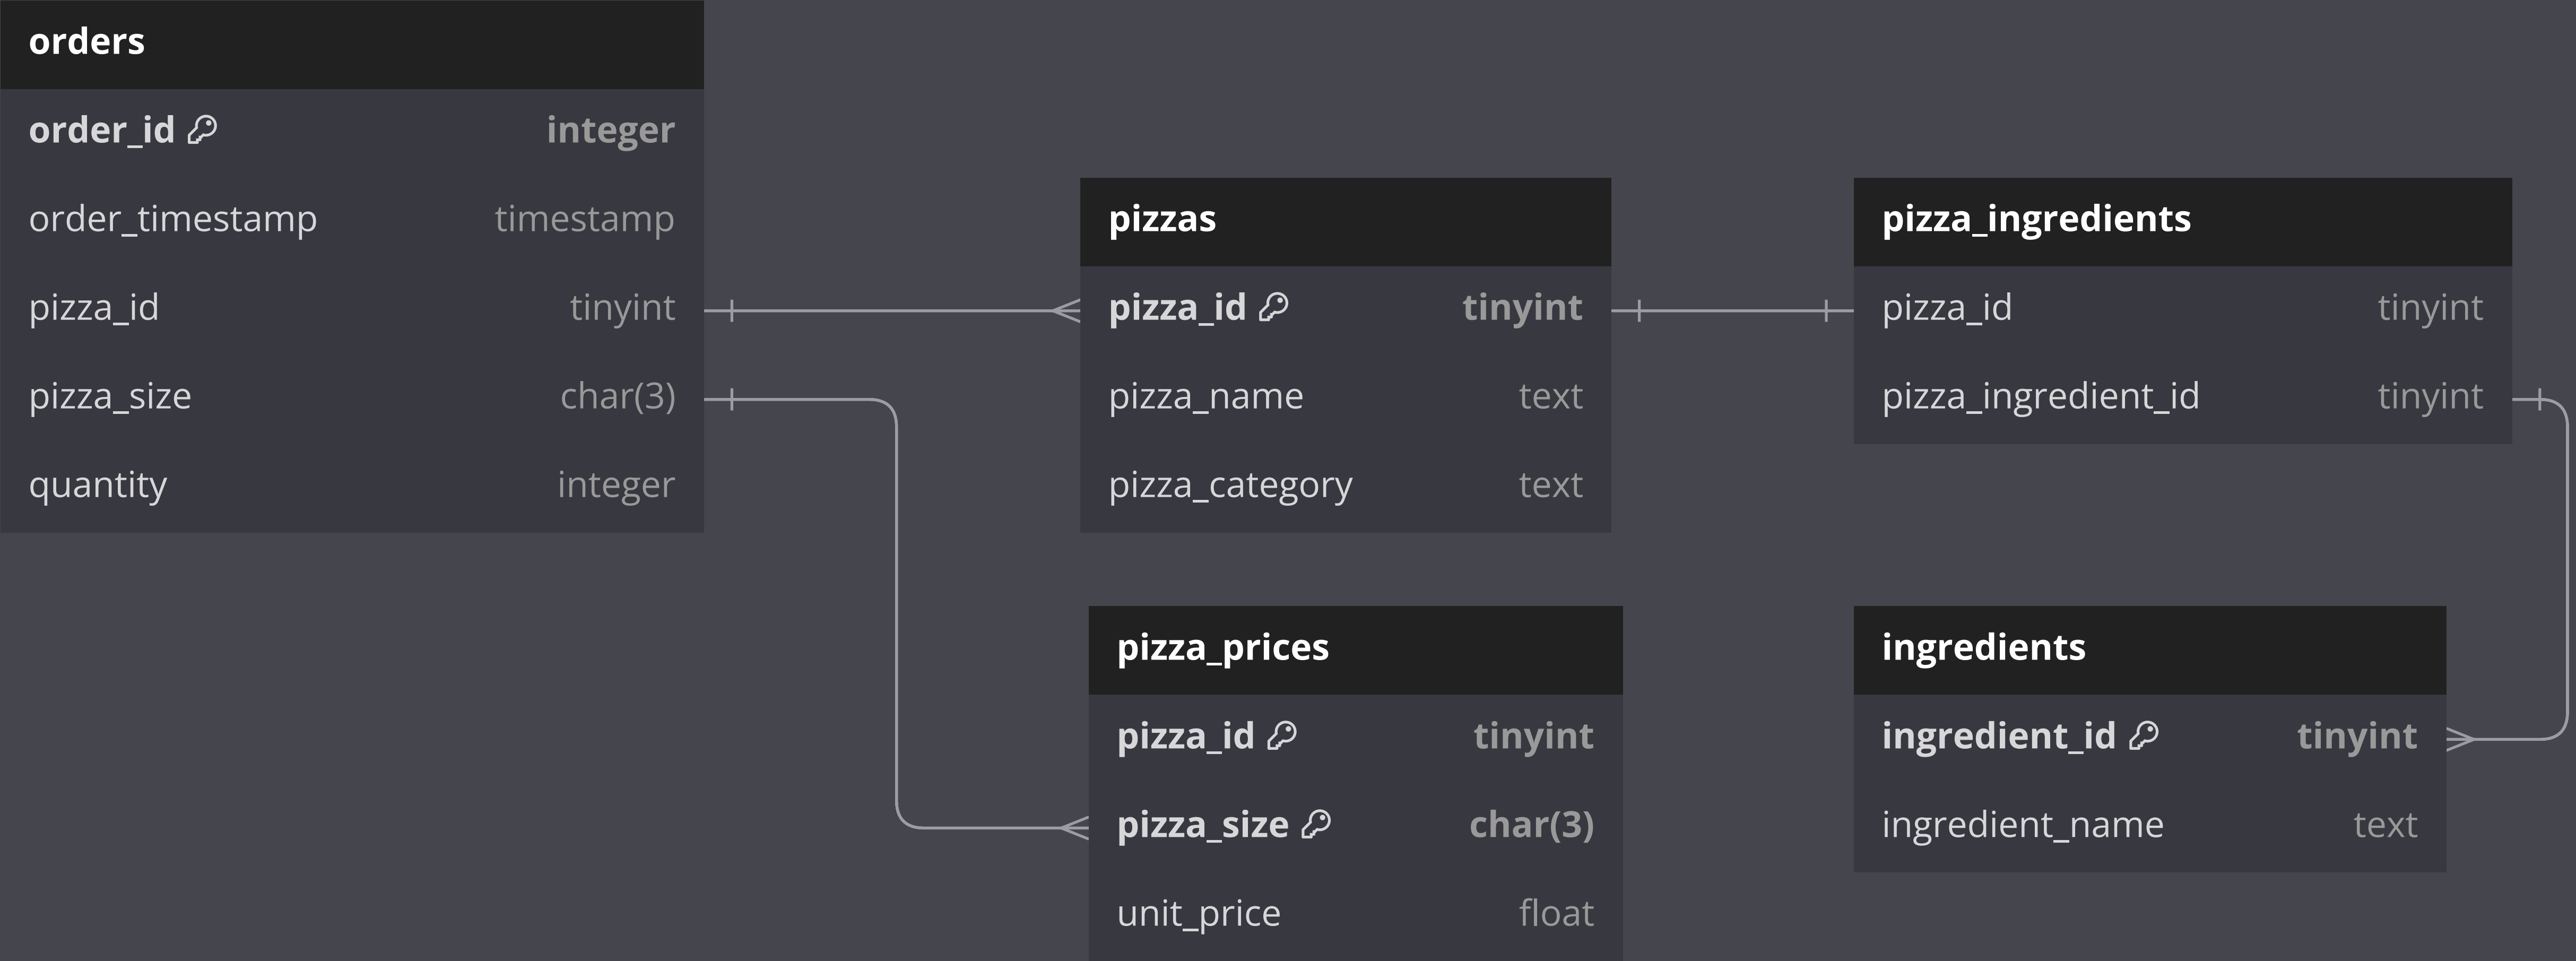 orders
order_id integer
order_timestamp timestamp
pizza_id tinyint
pizza_size char(3)
quantity integer
pizzas
pizza_id tinyint
pizza_name text
pizza_category text
pizza_ingredients
pizza_id tinyint
pizza_ingredient_id tinyint
pizza_prices
pizza_id tinyint
pizza_size char(3)
unit_price float
ingredients
ingredient_id tinyint
ingredient_name text